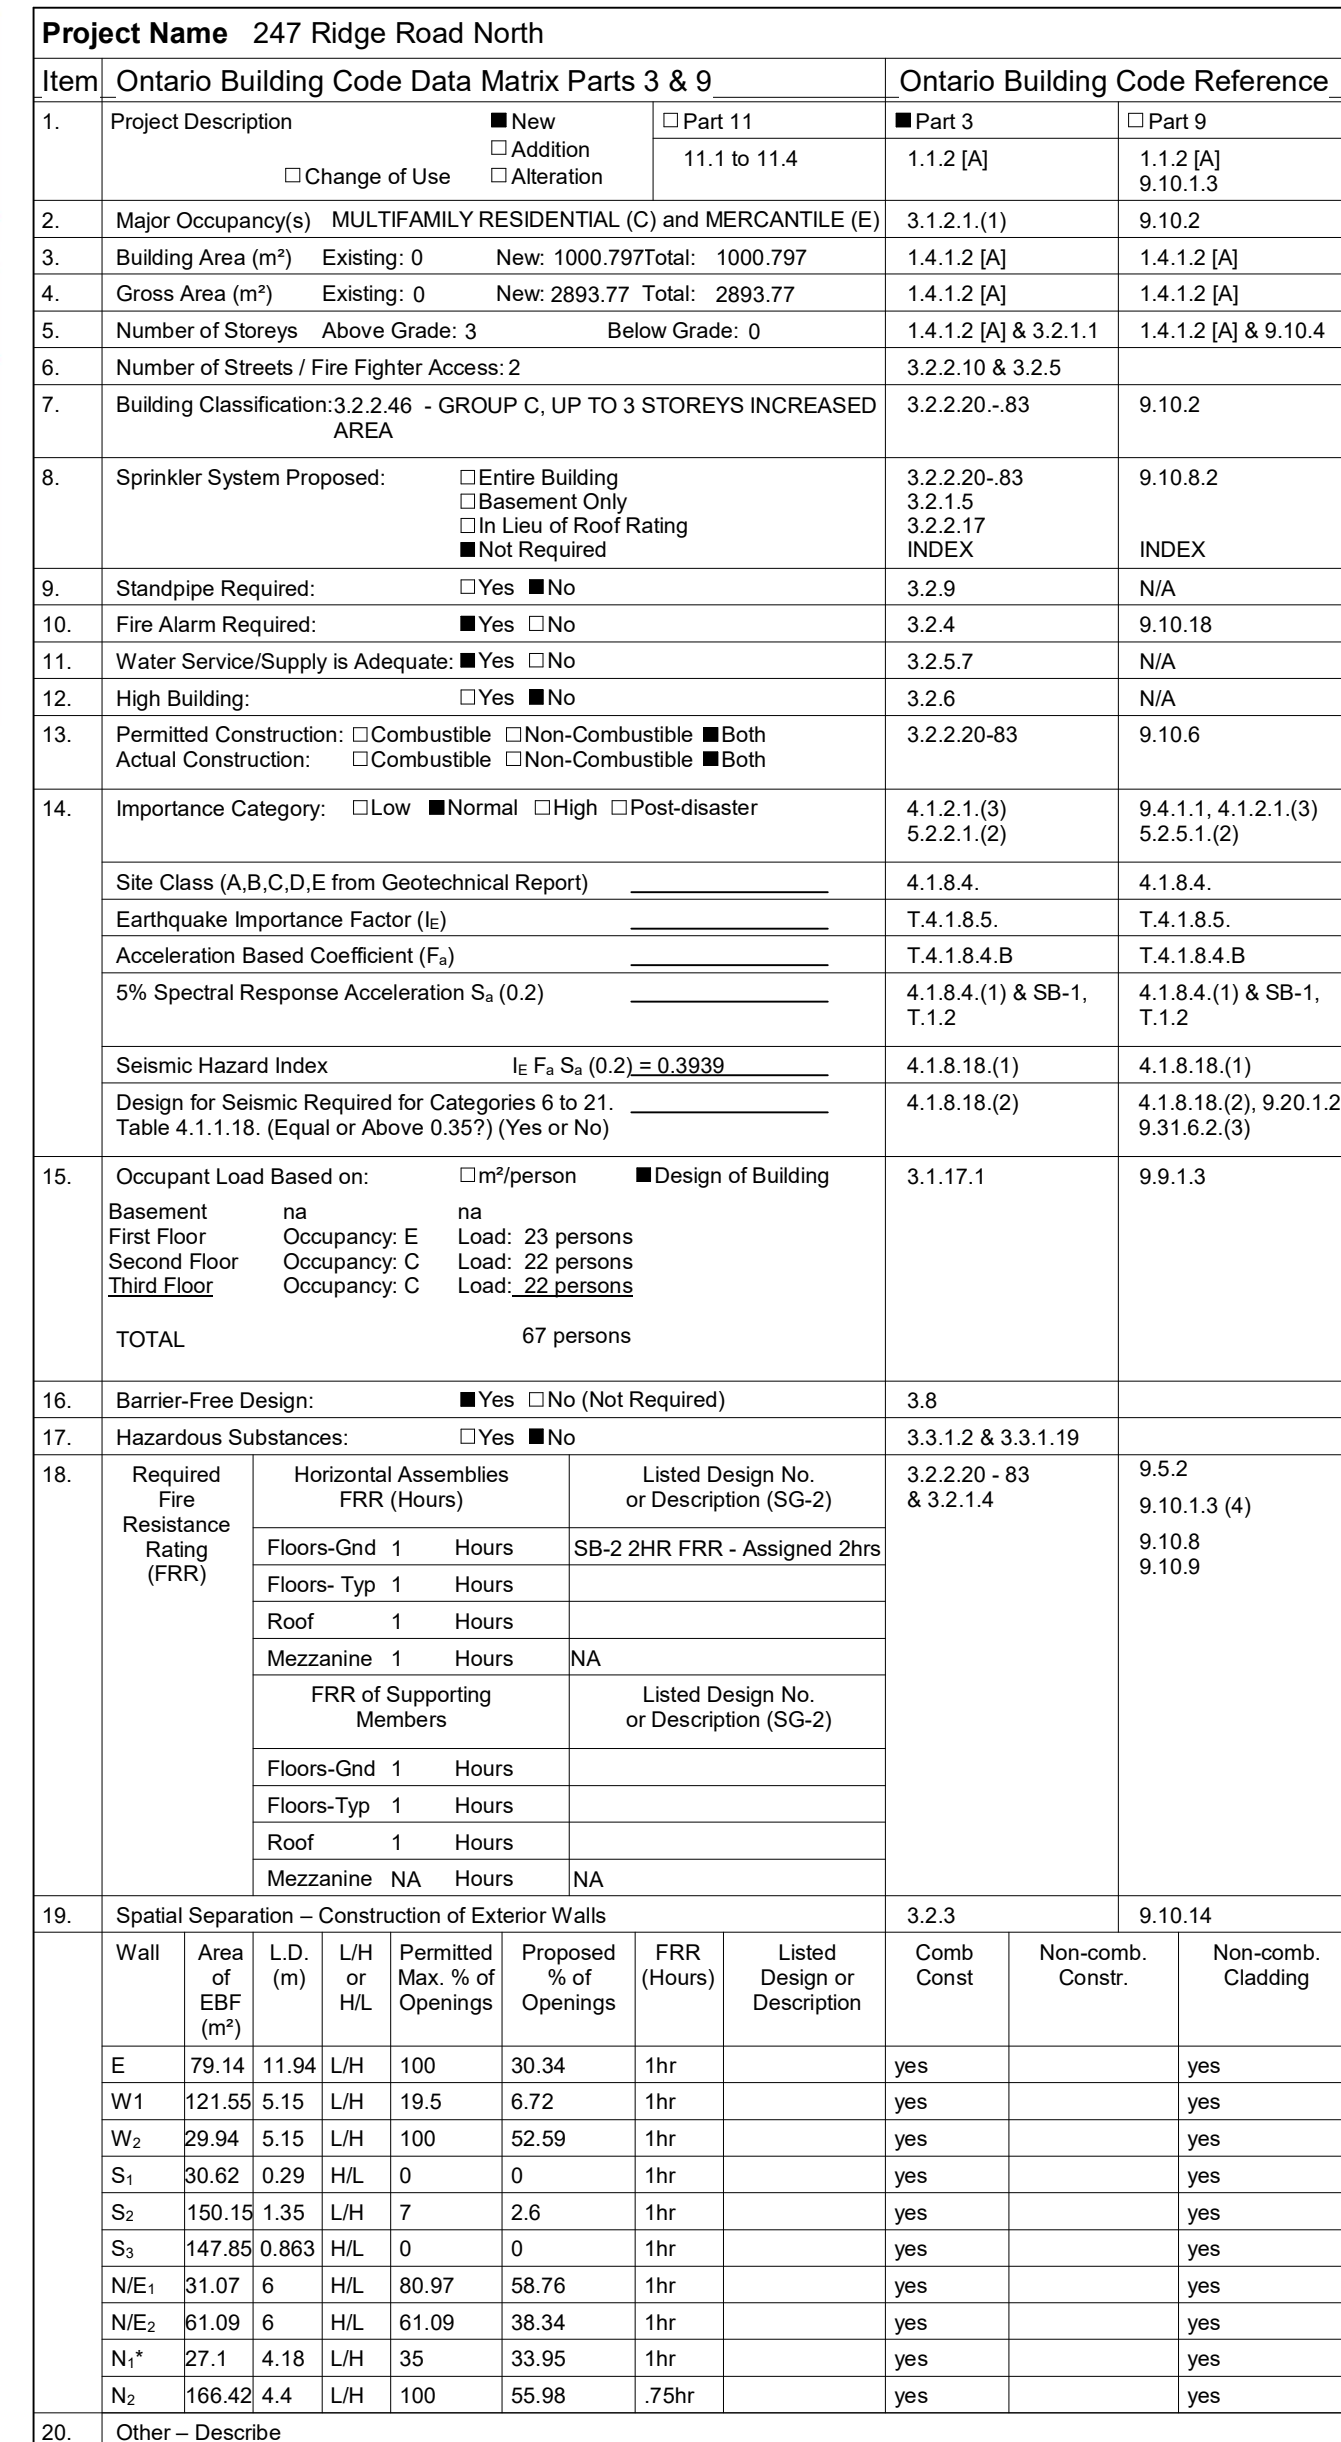 Project Name 247 Ridge Road North
Item Ontario Building Code Data Matrix Parts 3 & 9 Ontario Building Code Reference
1. Project Description ■ New □ Part 11 ■ Part 3 □ Part 9
□ Addition 11.1 to 11.4 1.1.2 [A] 1.1.2 [A]
□ Change of Use □ Alteration 9.10.1.3
2. Major Occupancy(s) MULTIFAMILY RESIDENTIAL (C) and MERCANTILE (E) 3.1.2.1.(1) 9.10.2
3. Building Area (m²) Existing: 0 New: 1000.797 Total: 1000.797 1.4.1.2 [A] 1.4.1.2 [A]
4. Gross Area (m²) Existing: 0 New: 2893.77 Total: 2893.77 1.4.1.2 [A] 1.4.1.2 [A]
5. Number of Storeys Above Grade: 3 Below Grade: 0 1.4.1.2 [A] & 3.2.1.1 1.4.1.2 [A] & 9.10.4
6. Number of Streets / Fire Fighter Access: 2 3.2.2.10 & 3.2.5
7. Building Classification: 3.2.2.46 - GROUP C, UP TO 3 STOREYS INCREASED 3.2.2.20.-.83 9.10.2
AREA
8. Sprinkler System Proposed: □ Entire Building 3.2.2.20-.83 9.10.8.2
□ Basement Only 3.2.1.5
□ In Lieu of Roof Rating 3.2.2.17
■ Not Required INDEX INDEX
9. Standpipe Required: □ Yes ■ No 3.2.9 N/A
10. Fire Alarm Required: ■ Yes □ No 3.2.4 9.10.18
11. Water Service/Supply is Adequate: ■ Yes □ No 3.2.5.7 N/A
12. High Building: □ Yes ■ No 3.2.6 N/A
13. Permitted Construction: □ Combustible □ Non-Combustible ■ Both 3.2.2.20-83 9.10.6
Actual Construction: □ Combustible □ Non-Combustible ■ Both
14. Importance Category: □ Low ■ Normal □ High □ Post-disaster 4.1.2.1.(3) 9.4.1.1, 4.1.2.1.(3)
5.2.2.1.(2) 5.2.5.1.(2)
Site Class (A,B,C,D,E from Geotechnical Report) 4.1.8.4. 4.1.8.4.
Earthquake Importance Factor (IE) T.4.1.8.5. T.4.1.8.5.
Acceleration Based Coefficient (Fa) T.4.1.8.4.B T.4.1.8.4.B
5% Spectral Response Acceleration Sa (0.2) 4.1.8.4.(1) & SB-1, 4.1.8.4.(1) & SB-1,
T.1.2 T.1.2
Seismic Hazard Index IE Fa Sa (0.2) = 0.3939 4.1.8.18.(1) 4.1.8.18.(1)
Design for Seismic Required for Categories 6 to 21. 4.1.8.18.(2) 4.1.8.18.(2), 9.20.1.2
Table 4.1.1.18. (Equal or Above 0.35?) (Yes or No) 9.31.6.2.(3)
15. Occupant Load Based on: □ m²/person ■ Design of Building 3.1.17.1 9.9.1.3
Basement na na
First Floor Occupancy: E Load: 23 persons
Second Floor Occupancy: C Load: 22 persons
Third Floor Occupancy: C Load: 22 persons
TOTAL 67 persons
16. Barrier-Free Design: ■ Yes □ No (Not Required) 3.8
17. Hazardous Substances: □ Yes ■ No 3.3.1.2 & 3.3.1.19
18. Required Horizontal Assemblies Listed Design No. 3.2.2.20 - 83 9.5.2
Fire FRR (Hours) or Description (SG-2) & 3.2.1.4 9.10.1.3 (4)
Resistance
Rating Floors-Gnd 1 Hours SB-2 2HR FRR - Assigned 2hrs 9.10.8
(FRR) 9.10.9
Floors- Typ 1 Hours
Roof 1 Hours
Mezzanine 1 Hours NA
FRR of Supporting Listed Design No.
Members or Description (SG-2)
Floors-Gnd 1 Hours
Floors-Typ 1 Hours
Roof 1 Hours
Mezzanine NA Hours NA
19. Spatial Separation – Construction of Exterior Walls 3.2.3 9.10.14
Wall Area L.D. L/H Permitted Proposed FRR Listed Comb Non-comb. Non-comb.
of (m) or Max. % of % of (Hours) Design or Const Constr. Cladding
EBF H/L Openings Openings Description
(m²)
E 79.14 11.94 L/H 100 30.34 1hr yes yes
W1 121.55 5.15 L/H 19.5 6.72 1hr yes yes
W2 29.94 5.15 L/H 100 52.59 1hr yes yes
S1 30.62 0.29 H/L 0 0 1hr yes yes
S2 150.15 1.35 L/H 7 2.6 1hr yes yes
S3 147.85 0.863 H/L 0 0 1hr yes yes
N/E1 31.07 6 H/L 80.97 58.76 1hr yes yes
N/E2 61.09 6 H/L 61.09 38.34 1hr yes yes
N1* 27.1 4.18 L/H 35 33.95 1hr yes yes
N2 166.42 4.4 L/H 100 55.98 .75hr yes yes
20. Other – Describe